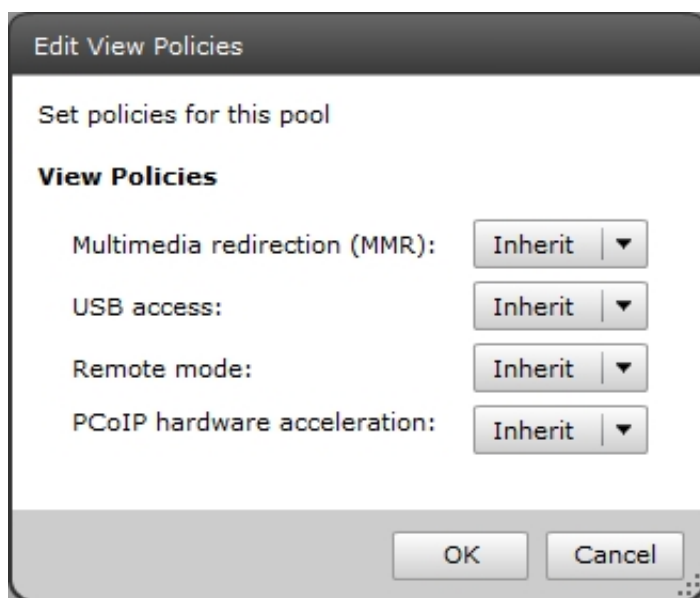 Edit View Policies
Set policies for this pool
View Policies
Multimedia redirection (MMR): Inherit
USB access: Inherit
Remote mode: Inherit
PCoIP hardware acceleration: Inherit
OK Cancel